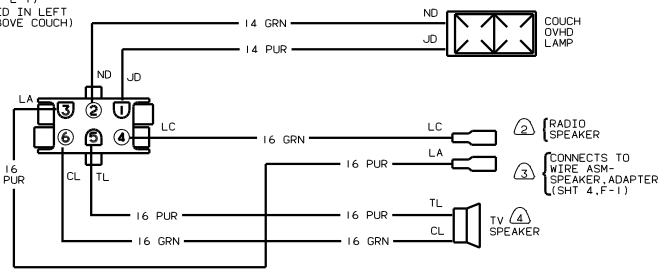 ED IN LEFT
BOVE COUCH)
14 GRN
ND
14 PUR
JD
COUCH
OVHD
LAMP
ND
JD
LA
3 2 1
6 5 4
LC
16 GRN
LC
2
RADIO
SPEAKER
16 PUR
LA
3
CONNECTS TO
WIRE ASM-
SPEAKER, ADAPTER
(SHT 4,F-1)
16
PUR
CL
TL
16 PUR
16 PUR
TL
16 GRN
16 GRN
CL
TV 4
SPEAKER